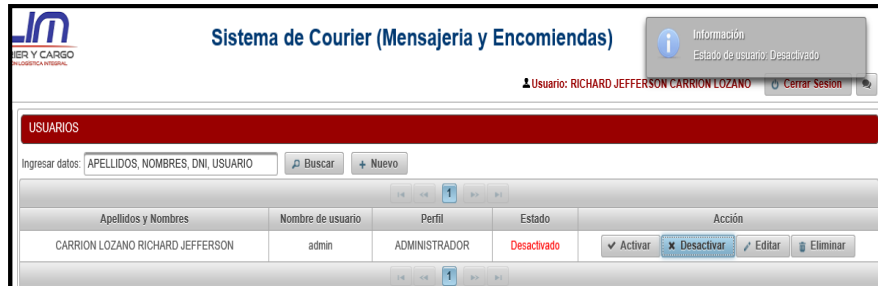 IER Y CARGO
Sistema de Courier (Mensajeria y Encomiendas)
Información
Estado de usuario: Desactivado
Usuario: RICHARD JEFFERSON CARRION LOZANO
Cerrar Sesion
USUARIOS
Ingresar datos: APELLIDOS, NOMBRES, DNI, USUARIO Buscar + Nuevo
1
Apellidos y Nombres Nombre de usuario Perfil Estado Acción
CARRION LOZANO RICHARD JEFFERSON admin ADMINISTRADOR Desactivado Activar Desactivar Editar Eliminar
1